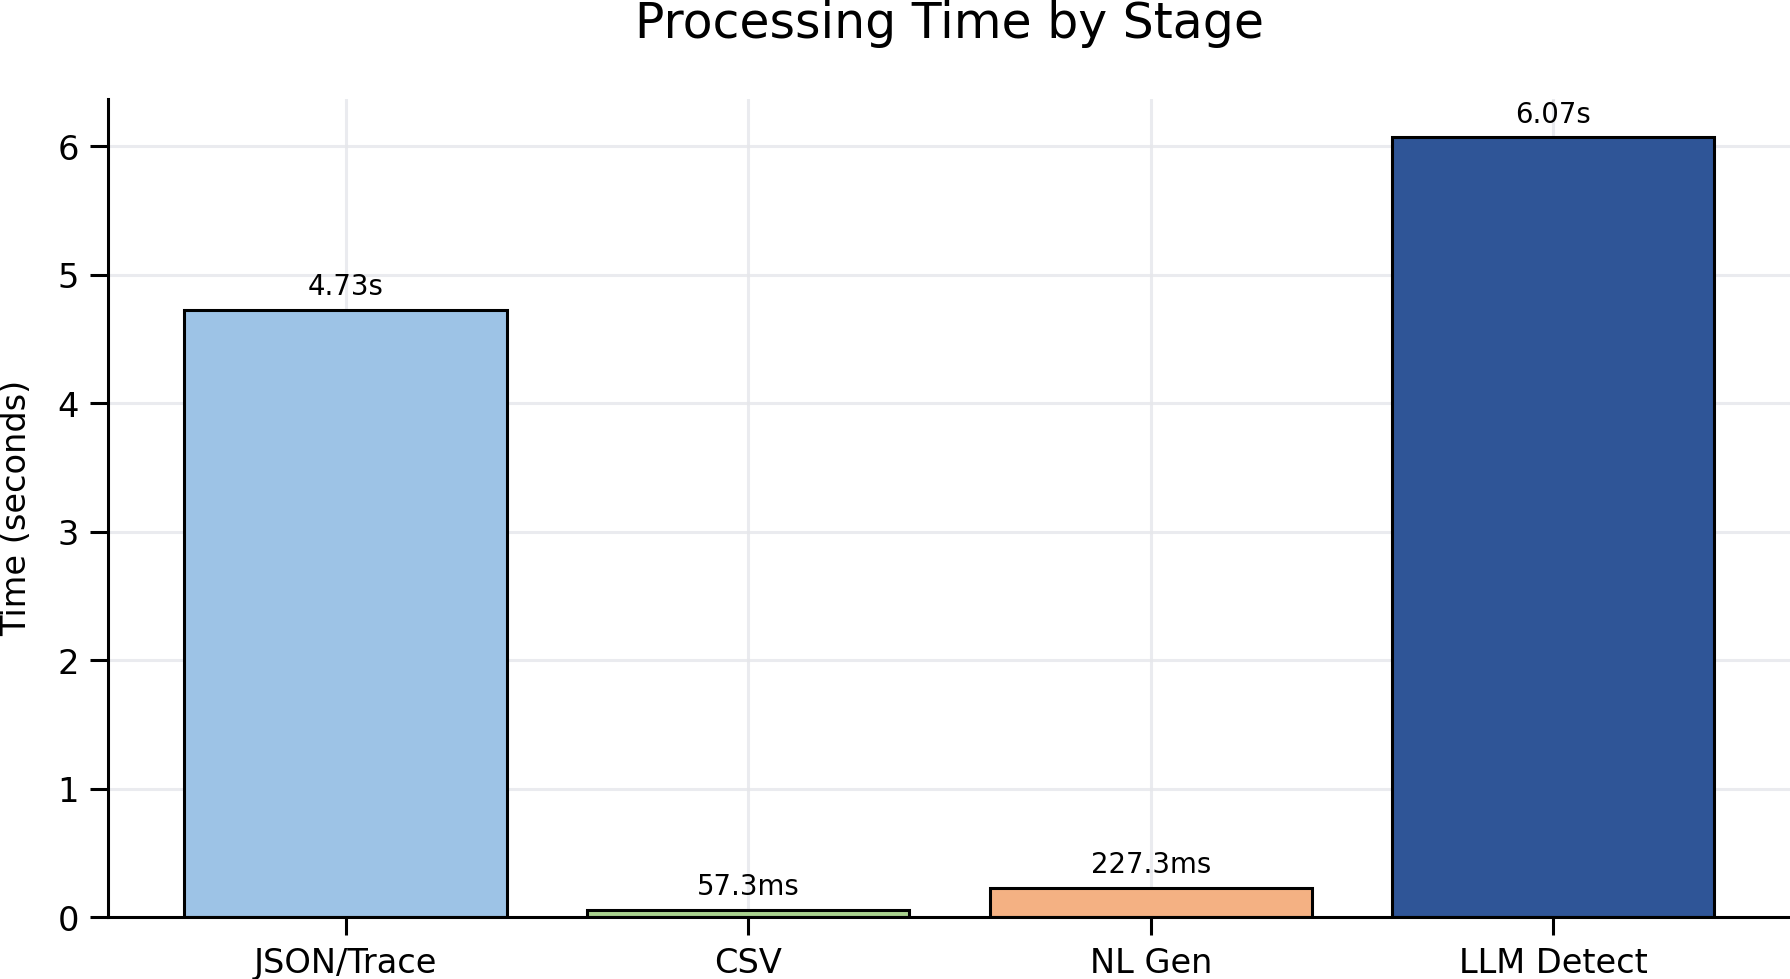 Processing Time by Stage
6.07s
6
5
4.73s
4
Time (seconds)
3
2
1
227.3ms
57.3ms
0
JSON/Trace CSV NL Gen LLM Detect